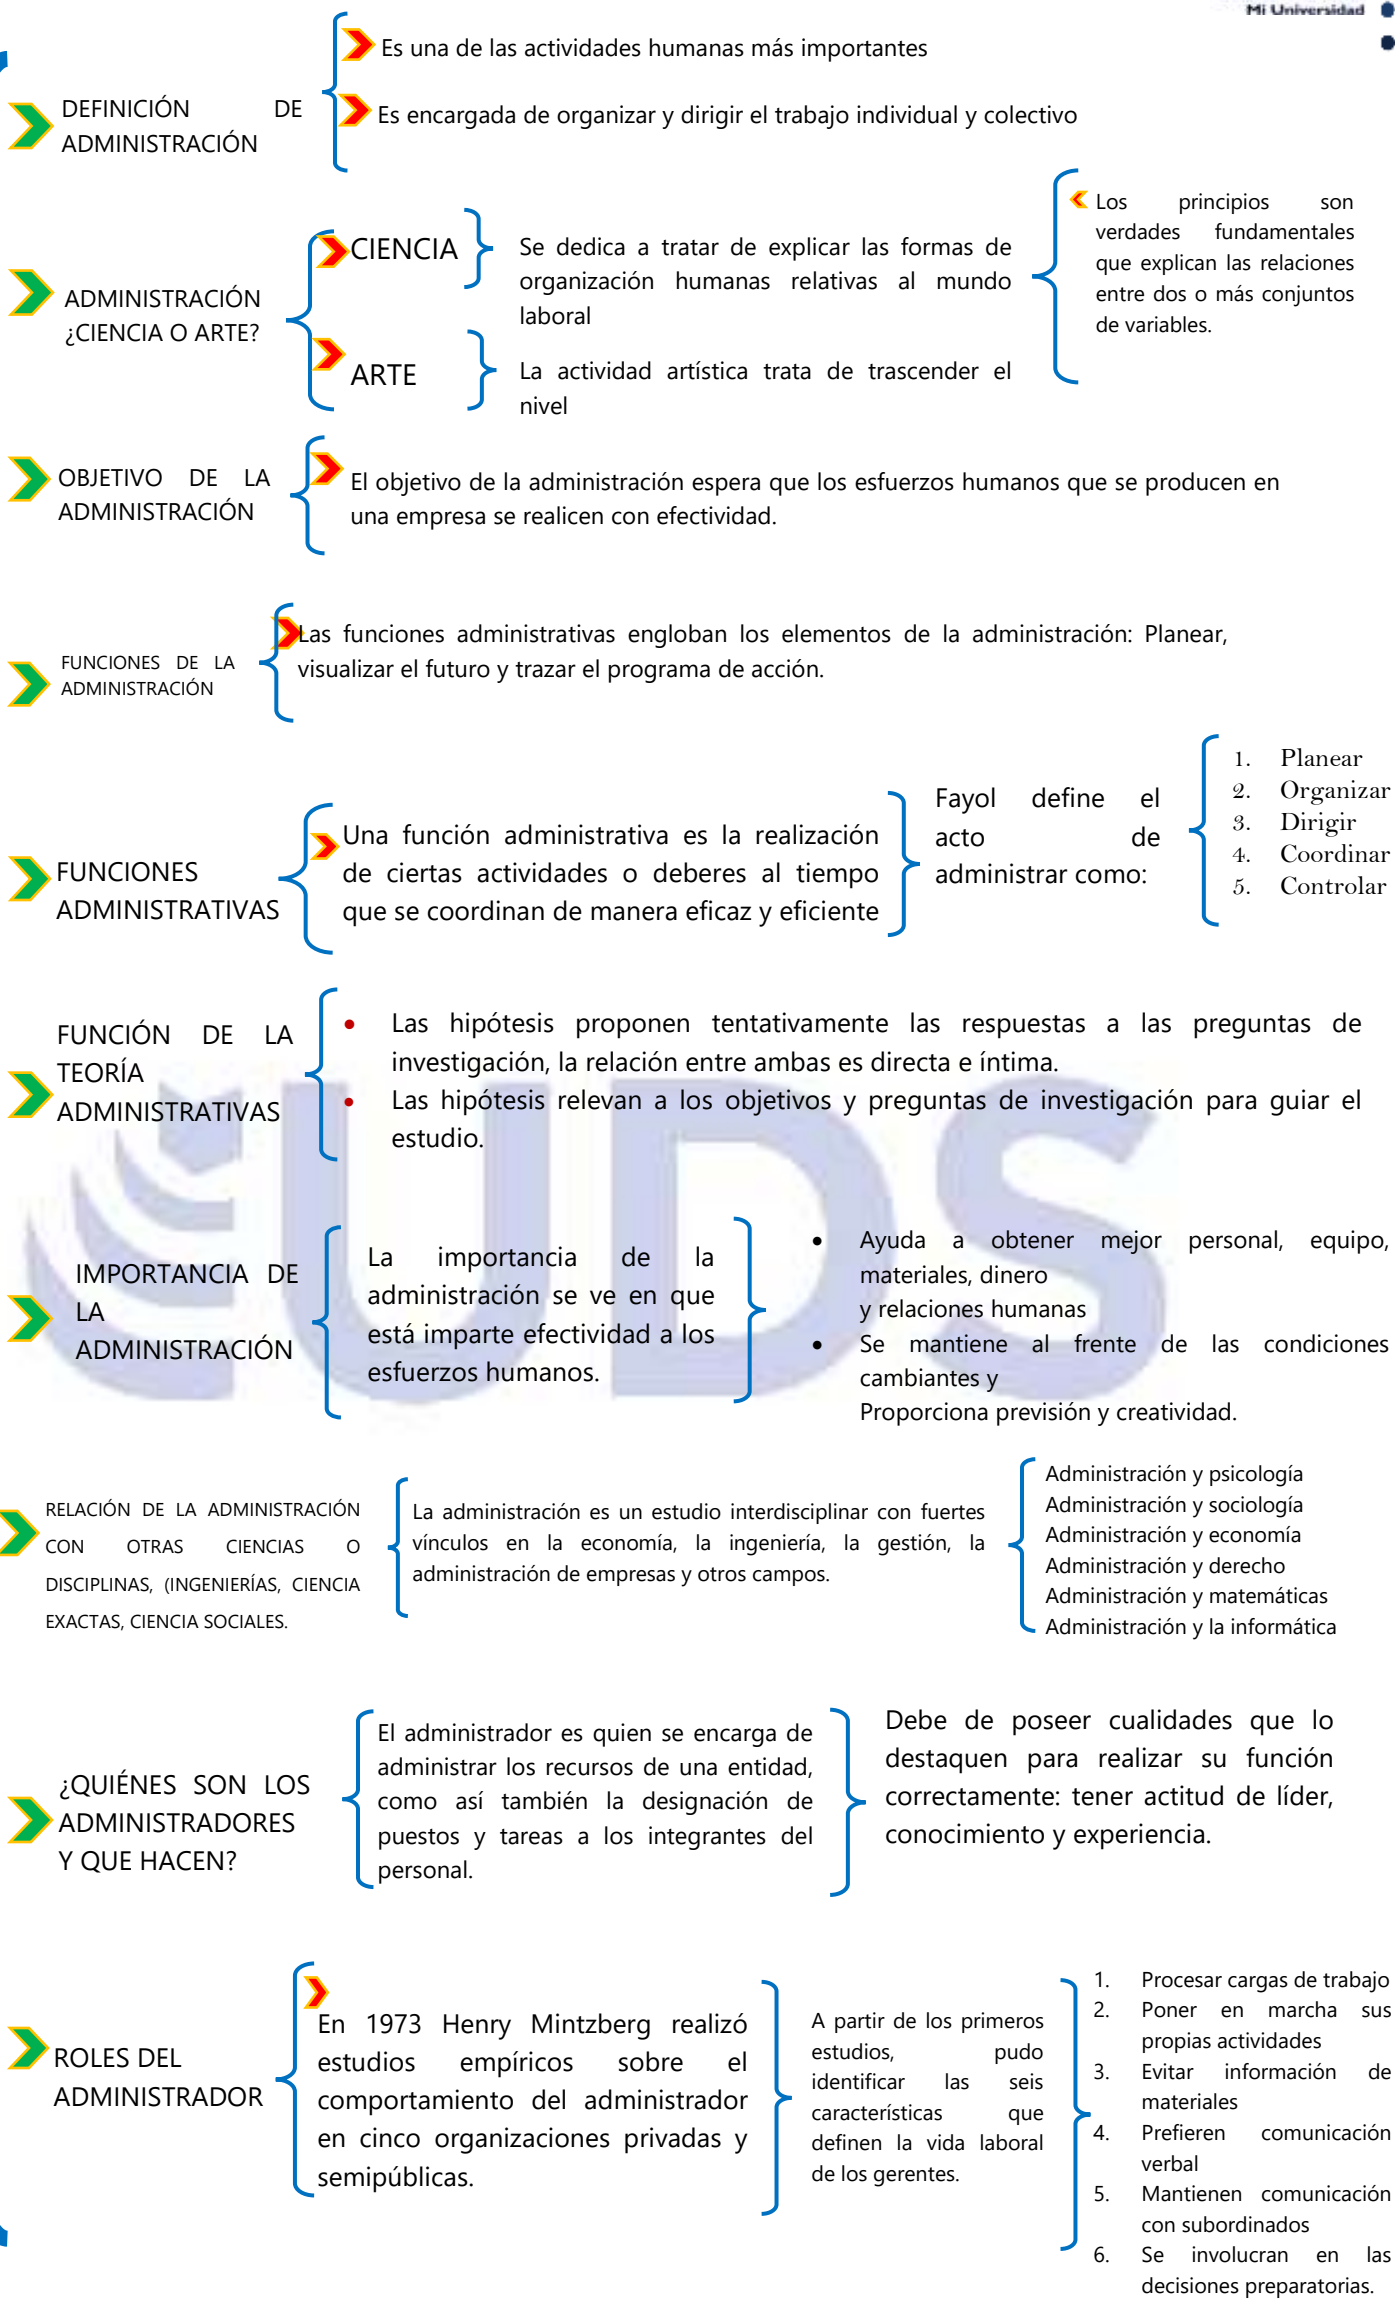 Mi Universidad
Es una de las actividades humanas más importantes
DEFINICIÓN DE
ADMINISTRACIÓN
Es encargada de organizar y dirigir el trabajo individual y colectivo
ADMINISTRACIÓN
¿CIENCIA O ARTE?
CIENCIA
Se dedica a tratar de explicar las formas de
organización humanas relativas al mundo
laboral
Los principios son
verdades fundamentales
que explican las relaciones
entre dos o más conjuntos
de variables.
ARTE
La actividad artística trata de trascender el
nivel
OBJETIVO DE LA
ADMINISTRACIÓN
El objetivo de la administración espera que los esfuerzos humanos que se producen en
una empresa se realicen con efectividad.
FUNCIONES DE LA
ADMINISTRACIÓN
Las funciones administrativas engloban los elementos de la administración: Planear,
visualizar el futuro y trazar el programa de acción.
FUNCIONES
ADMINISTRATIVAS
Una función administrativa es la realización
de ciertas actividades o deberes al tiempo
que se coordinan de manera eficaz y eficiente
Fayol define el
acto de
administrar como:
1. Planear
2. Organizar
3. Dirigir
4. Coordinar
5. Controlar
FUNCIÓN DE LA
TEORÍA
ADMINISTRATIVAS
• Las hipótesis proponen tentativamente las respuestas a las preguntas de
investigación, la relación entre ambas es directa e íntima.
• Las hipótesis relevan a los objetivos y preguntas de investigación para guiar el
estudio.
UDS
IMPORTANCIA DE
LA
ADMINISTRACIÓN
La importancia de la
administración se ve en que
está imparte efectividad a los
esfuerzos humanos.
• Ayuda a obtener mejor personal, equipo,
materiales, dinero
y relaciones humanas
• Se mantiene al frente de las condiciones
cambiantes y
Proporciona previsión y creatividad.
RELACIÓN DE LA ADMINISTRACIÓN
CON OTRAS CIENCIAS O
DISCIPLINAS, (INGENIERÍAS, CIENCIA
EXACTAS, CIENCIA SOCIALES.
La administración es un estudio interdisciplinar con fuertes
vínculos en la economía, la ingeniería, la gestión, la
administración de empresas y otros campos.
Administración y psicología
Administración y sociología
Administración y economía
Administración y derecho
Administración y matemáticas
Administración y la informática
¿QUIÉNES SON LOS
ADMINISTRADORES
Y QUE HACEN?
El administrador es quien se encarga de
administrar los recursos de una entidad,
como así también la designación de
puestos y tareas a los integrantes del
personal.
Debe de poseer cualidades que lo
destaquen para realizar su función
correctamente: tener actitud de líder,
conocimiento y experiencia.
ROLES DEL
ADMINISTRADOR
En 1973 Henry Mintzberg realizó
estudios empíricos sobre el
comportamiento del administrador
en cinco organizaciones privadas y
semipúblicas.
A partir de los primeros
estudios, pudo
identificar las seis
características que
definen la vida laboral
de los gerentes.
1. Procesar cargas de trabajo
2. Poner en marcha sus
propias actividades
3. Evitar información de
materiales
4. Prefieren comunicación
verbal
5. Mantienen comunicación
con subordinados
6. Se involucran en las
decisiones preparatorias.